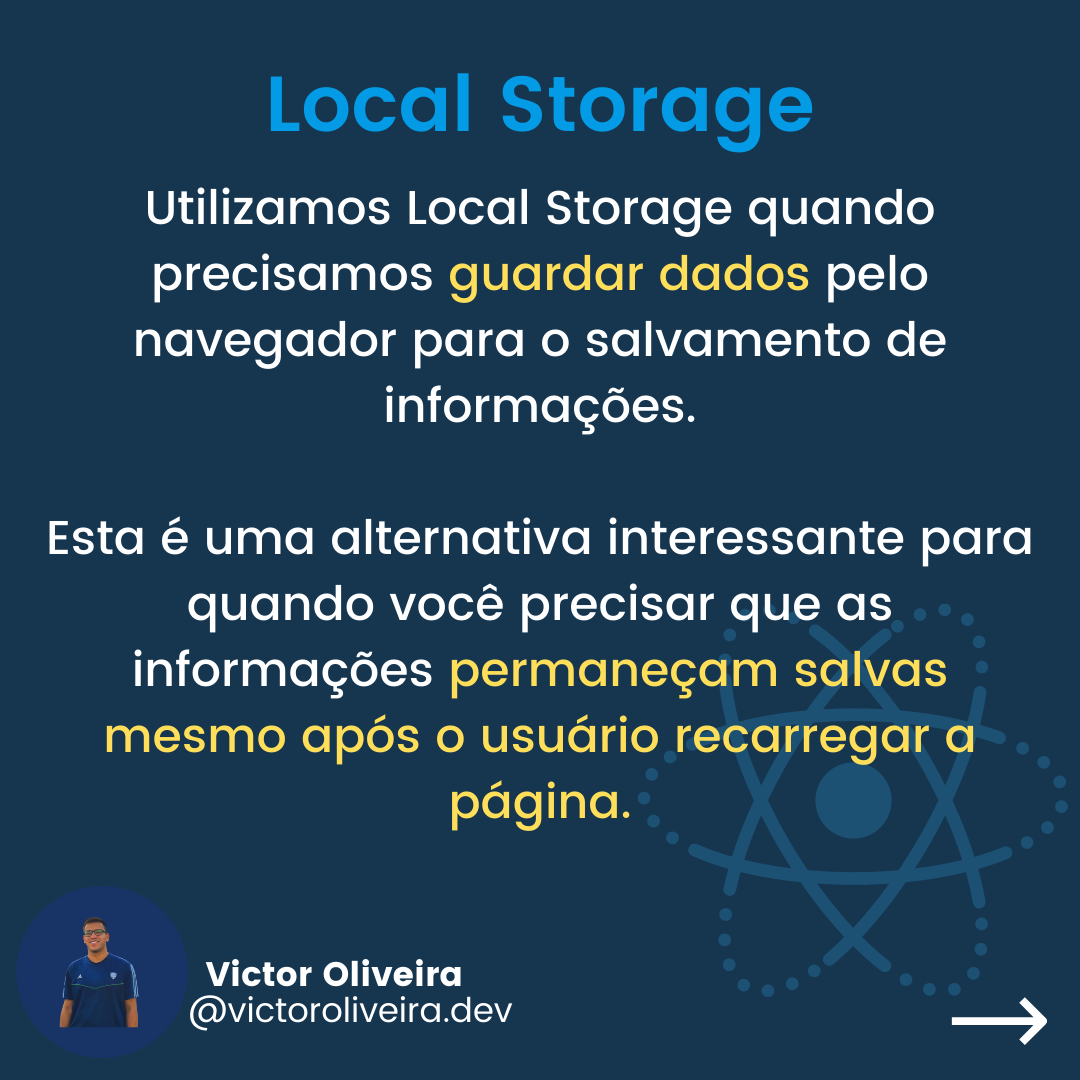 Local Storage
Utilizamos Local Storage quando
precisamos guardar dados pelo
navegador para o salvamento de
informações.
Esta é uma alternativa interessante para
quando você precisar que as
informações permaneçam salvas
mesmo após o usuário recarregar a
página.
Victor Oliveira
@victoroliveira.dev